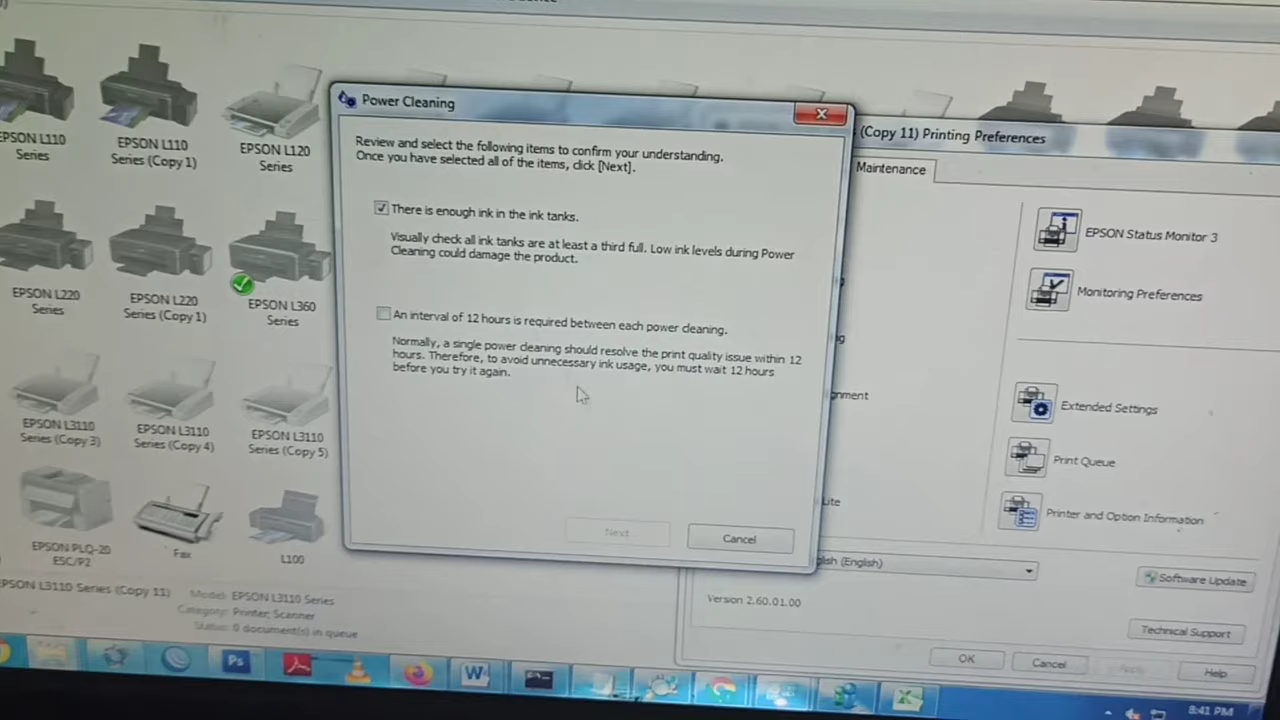 Power Cleaning
Review and select the following items to confirm your understanding.
Once you have selected all of the items, click [Next].
There is enough ink in the ink tanks.
Visually check all ink tanks are at least a third full. Low ink levels during Power
Cleaning could damage the product.
An interval of 12 hours is required between each power cleaning.
Normally, a single power cleaning should resolve the print quality issue within 12
hours. Therefore, to avoid unnecessary ink usage, you must wait 12 hours
before you try it again.
Next
Cancel
(Copy 11) Printing Preferences
Maintenance
EPSON Status Monitor 3
Monitoring Preferences
Extended Settings
Print Queue
Printer and Option Information
glish (English)
Software Update
Version 2.60.01.00
Technical Support
OK
Cancel
Apply
Help
EPSON L110
Series
EPSON L110
Series (Copy 1)
EPSON L120
Series
EPSON L220
Series
EPSON L220
Series (Copy 1)
EPSON L360
Series
EPSON L3110
Series (Copy 3)
EPSON L3110
Series (Copy 4)
EPSON L3110
Series (Copy 5)
EPSON PLQ-20
ESC/P2
Fax
L100
EPSON L3110 Series (Copy 11)
Model: EPSON L3110 Series
Category: Printer; Scanner
Status: 0 document(s) in queue
Ps
W
8:41 PM